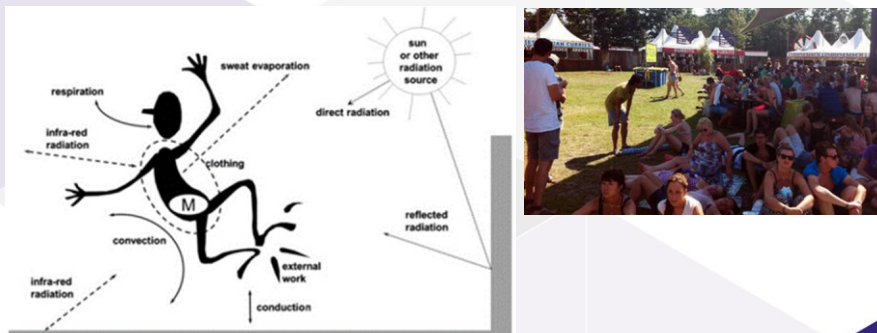 sun
or other
radiation
source
sweat evaporation
respiration
direct radiation
infra-red
radiation
clothing
M
reflected
radiation
convection
external
work
infra-red
radiation
conduction